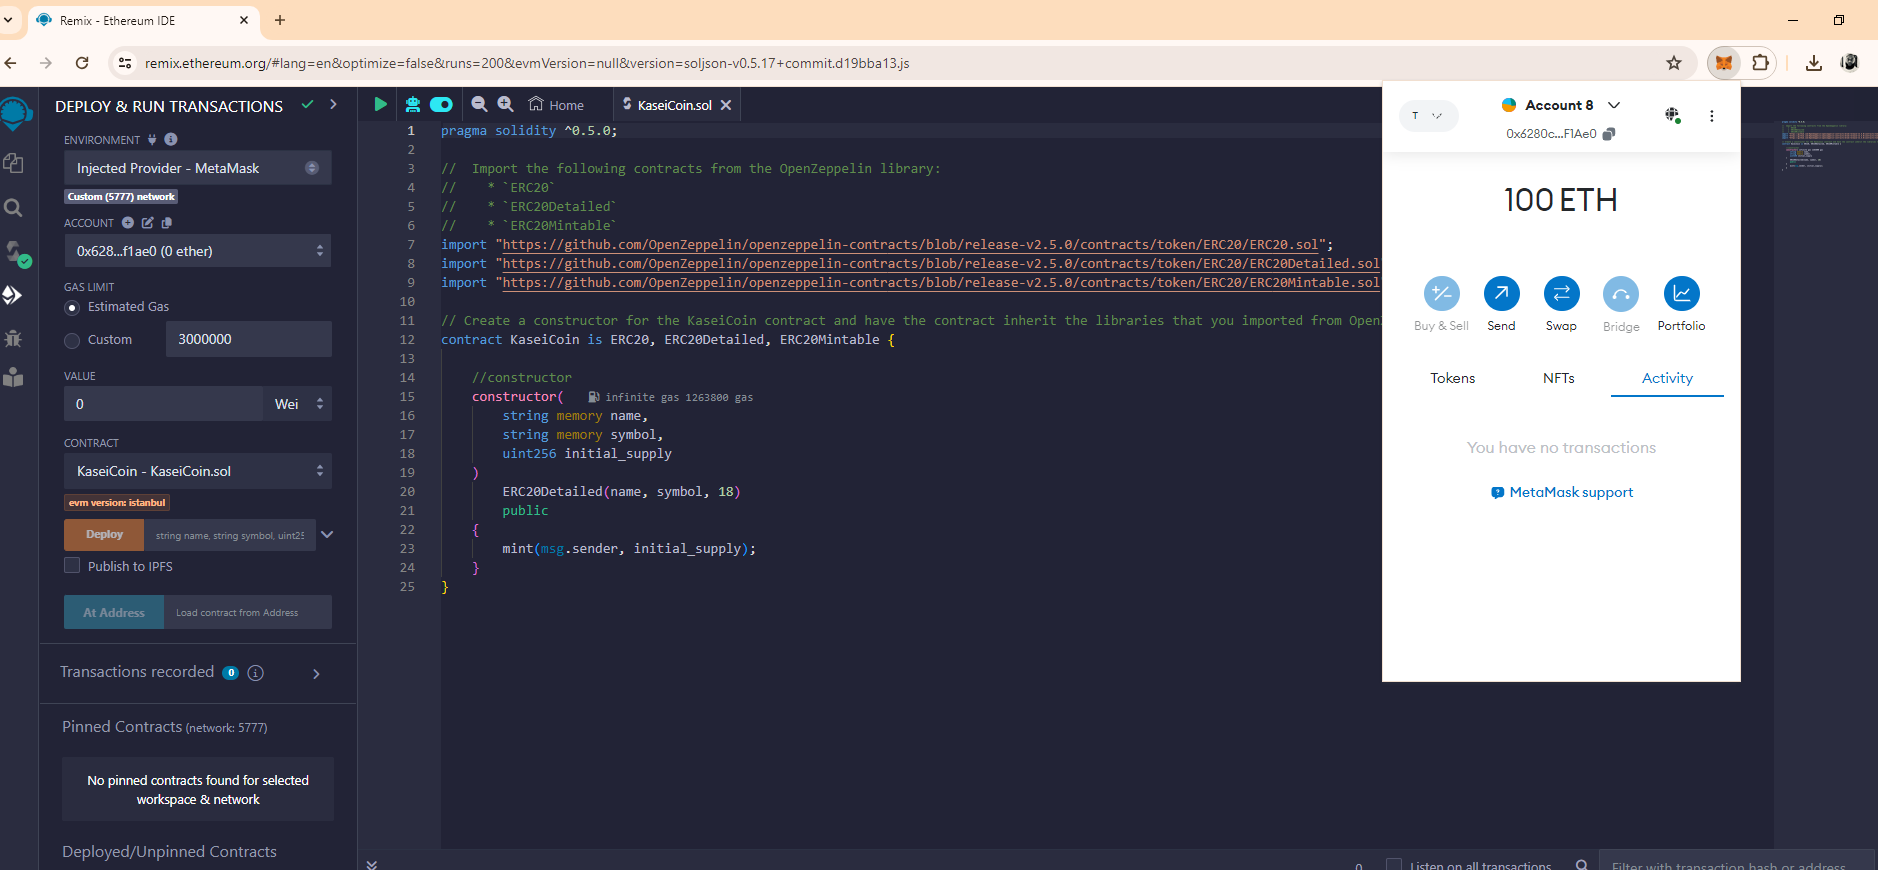 Remix - Ethereum IDE
remix.ethereum.org/#lang=en&optimize=false&runs=200&evmVersion=null&version=soljson-v0.5.17+commit.d19bba13.js
DEPLOY & RUN TRANSACTIONS
ENVIRONMENT
Injected Provider - MetaMask
Custom (5777) network
ACCOUNT
0x628...f1ae0 (0 ether)
GAS LIMIT
Estimated Gas
Custom
3000000
VALUE
0
Wei
CONTRACT
KaseiCoin - KaseiCoin.sol
evm version: istanbul
Deploy
string name, string symbol, uint25
Publish to IPFS
At Address
Load contract from Address
Transactions recorded 0
Pinned Contracts (network: 5777)
No pinned contracts found for selected
workspace & network
Deployed/Unpinned Contracts
Home
KaseiCoin.sol
1 pragma solidity ^0.5.0;
2
3 //  Import the following contracts from the OpenZeppelin library:
4 //    * `ERC20`
5 //    * `ERC20Detailed`
6 //    * `ERC20Mintable`
7 import "https://github.com/OpenZeppelin/openzeppelin-contracts/blob/release-v2.5.0/contracts/token/ERC20/ERC20.sol";
8 import "https://github.com/OpenZeppelin/openzeppelin-contracts/blob/release-v2.5.0/contracts/token/ERC20/ERC20Detailed.sol
9 import "https://github.com/OpenZeppelin/openzeppelin-contracts/blob/release-v2.5.0/contracts/token/ERC20/ERC20Mintable.sol
10
11 // Create a constructor for the KaseiCoin contract and have the contract inherit the libraries that you imported from Open
12 contract KaseiCoin is ERC20, ERC20Detailed, ERC20Mintable {
13
14     //constructor
15     constructor(    infinite gas 1263800 gas
16         string memory name,
17         string memory symbol,
18         uint256 initial_supply
19     )
20         ERC20Detailed(name, symbol, 18)
21         public
22     {
23         mint(msg.sender, initial_supply);
24     }
25 }
T
Account 8
0x6280c...F1Ae0
100 ETH
Buy & Sell
Send
Swap
Bridge
Portfolio
Tokens
NFTs
Activity
You have no transactions
MetaMask support
0
Listen on all transactions
Filter with transaction hash or address